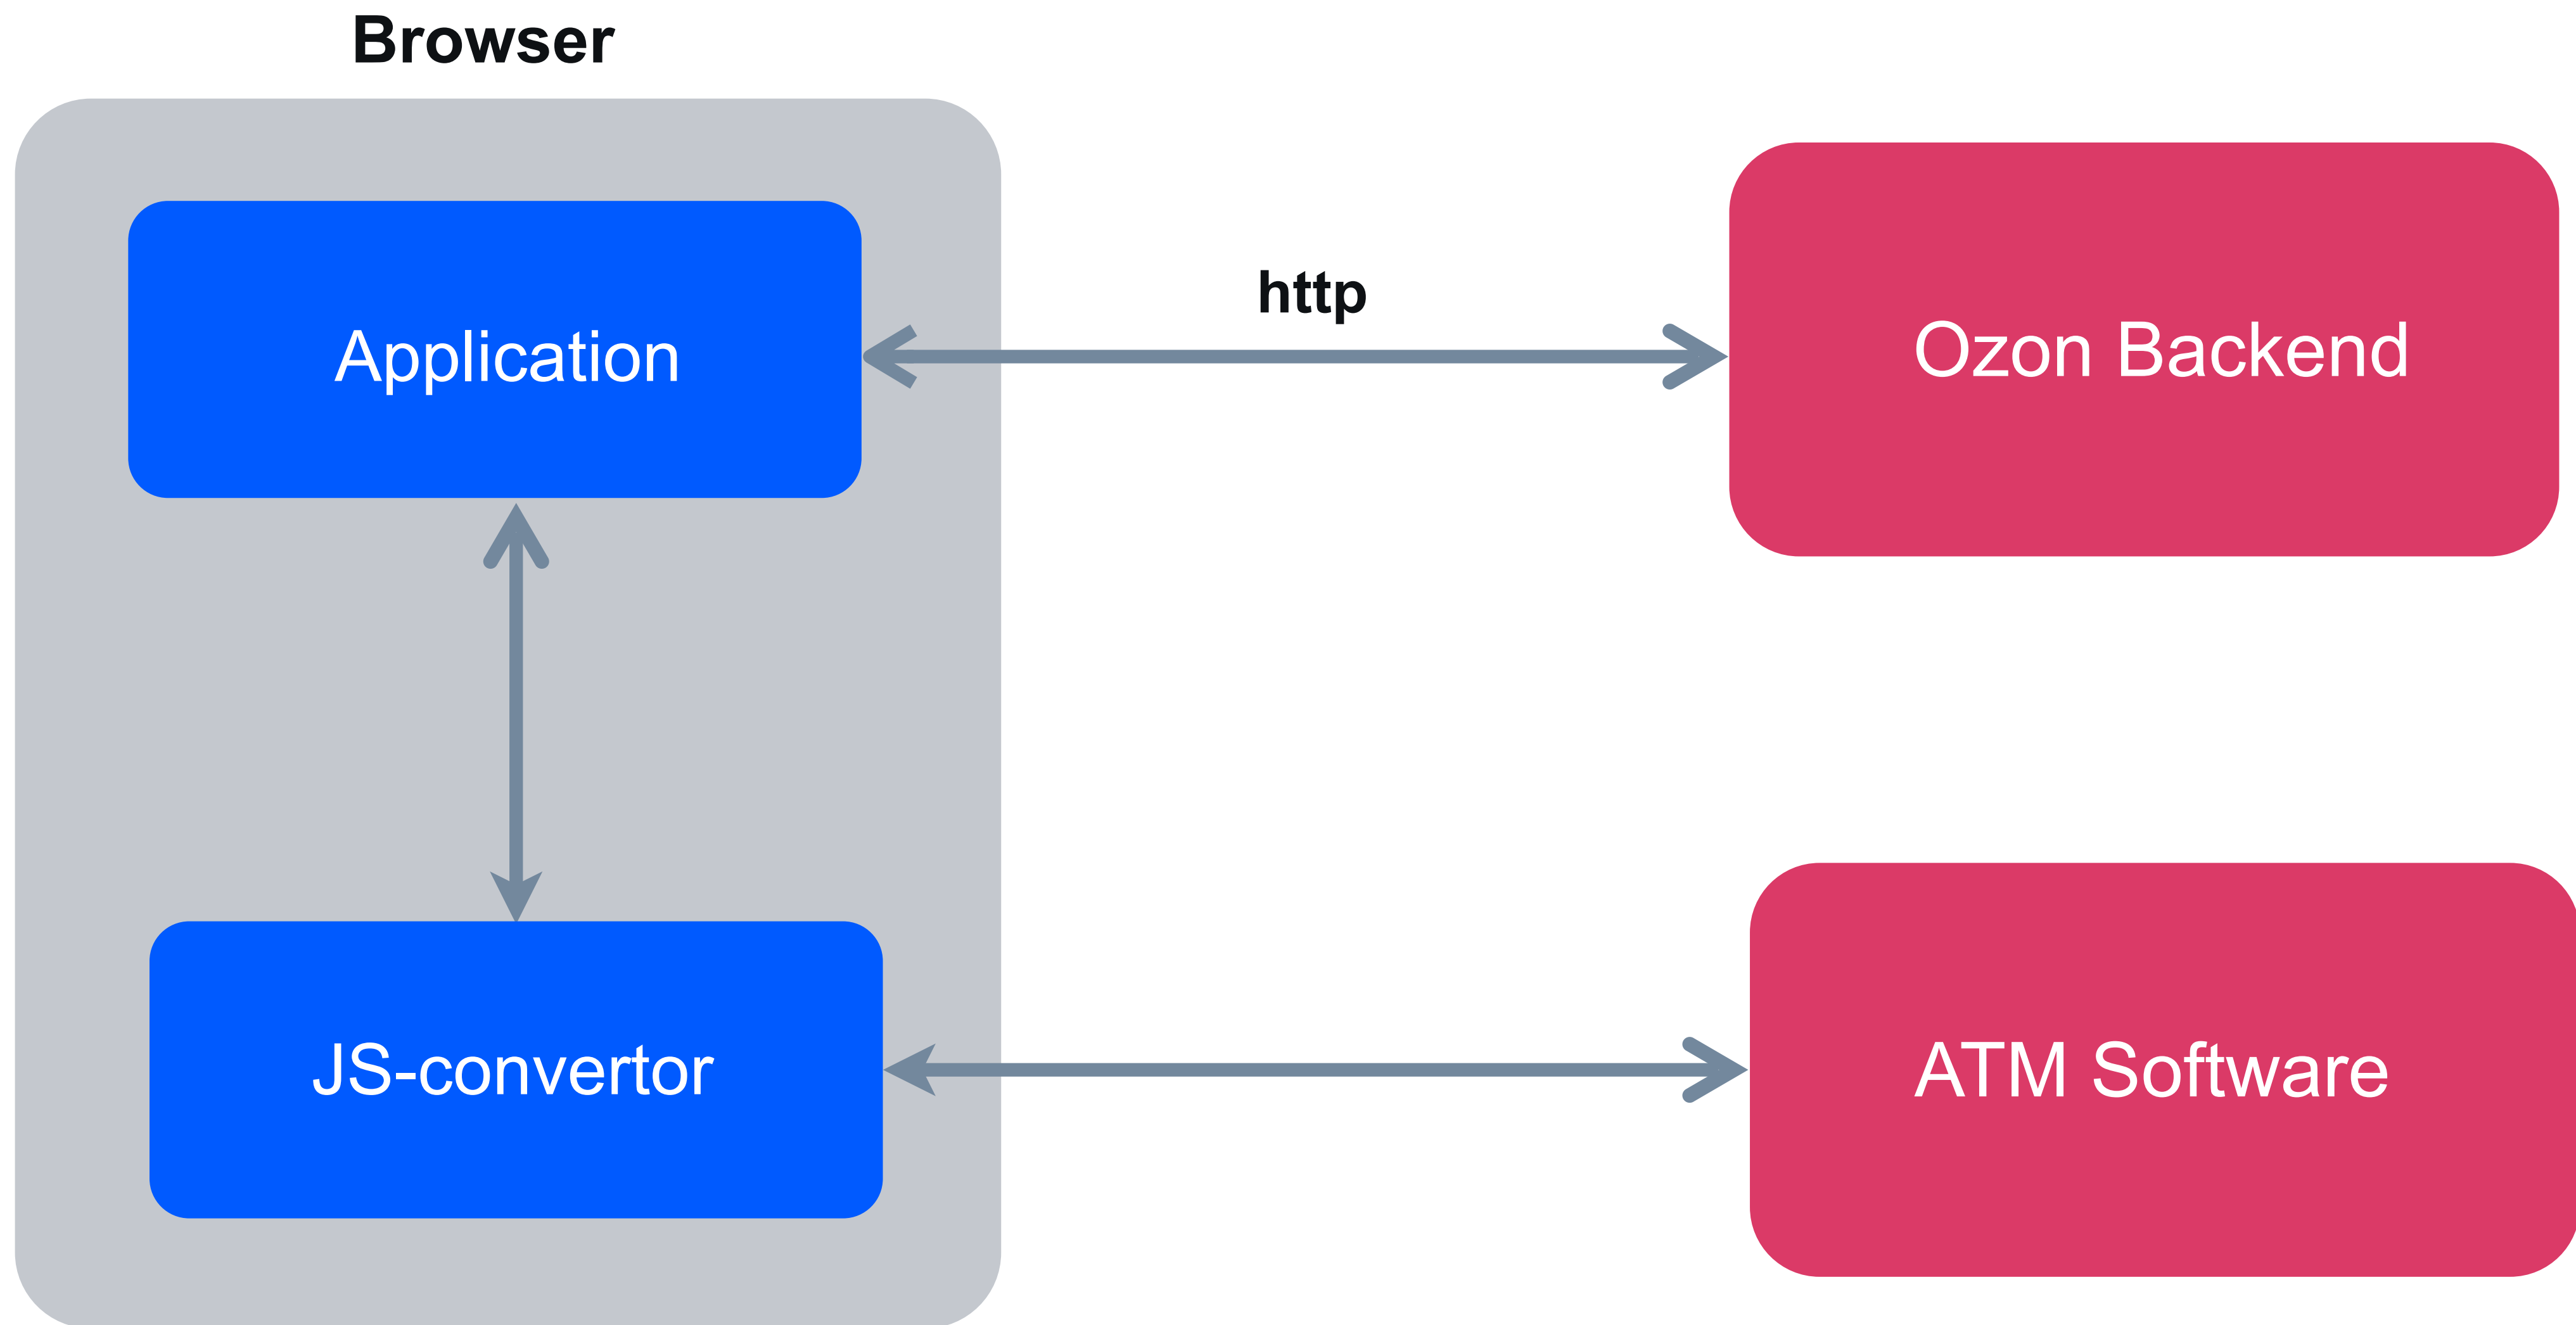 Browser
Application
http
Ozon Backend
JS-convertor
ATM Software